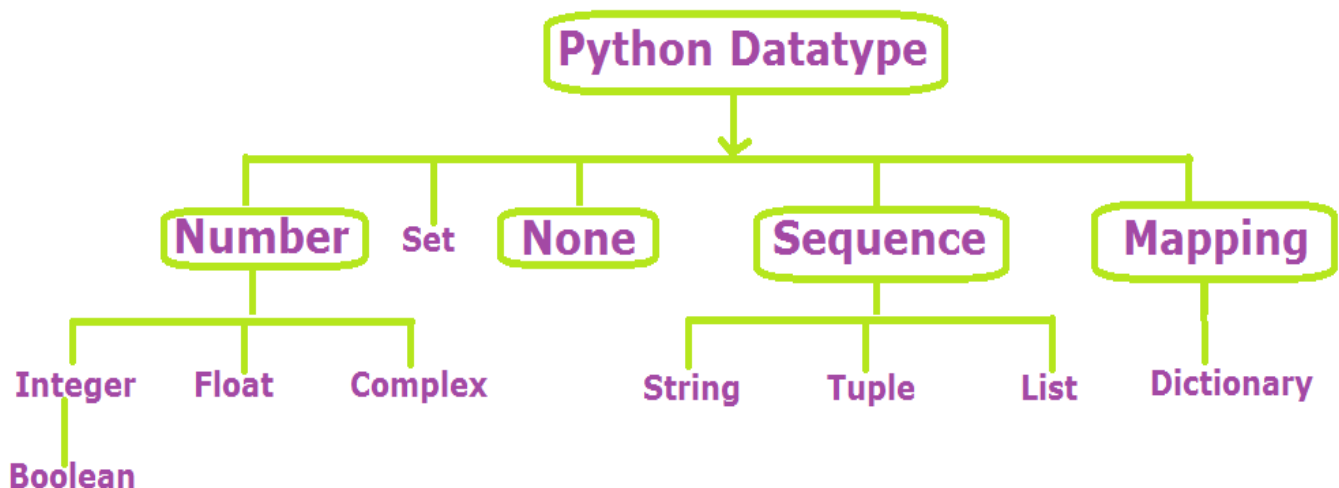 Python Datatype
Number
Set
None
Sequence
Mapping
Integer
Float
Complex
String
Tuple
List
Dictionary
Boolean